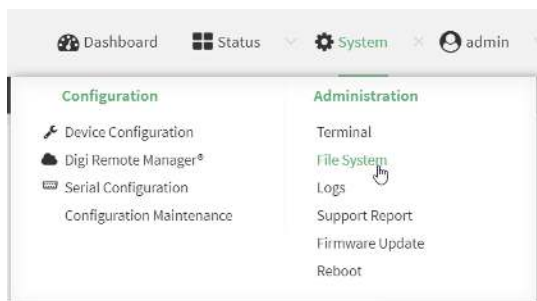 Dashboard Status System admin
Configuration
Device Configuration
Digi Remote Manager®
Serial Configuration
Configuration Maintenance
Administration
Terminal
File System
Logs
Support Report
Firmware Update
Reboot